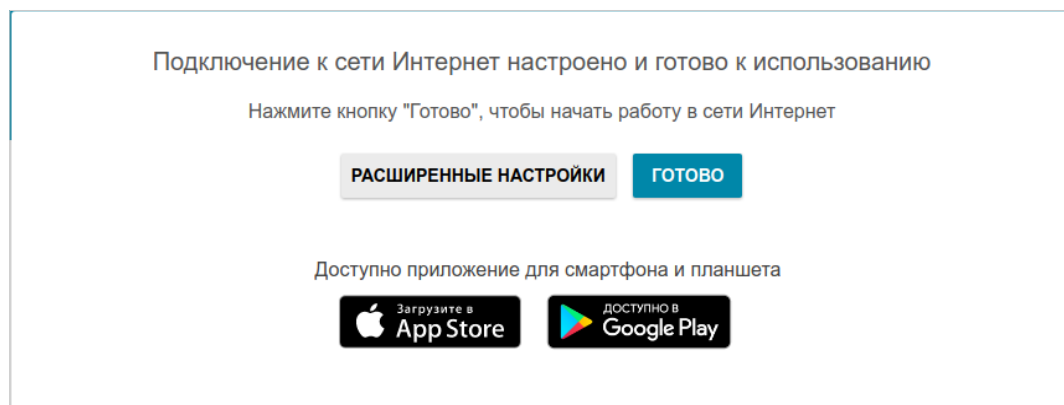 Подключение к сети Интернет настроено и готово к использованию
Нажмите кнопку "Готово", чтобы начать работу в сети Интернет
РАСШИРЕННЫЕ НАСТРОЙКИ ГОТОВО
Доступно приложение для смартфона и планшета
Загрузите в
App Store
ДОСТУПНО В
Google Play